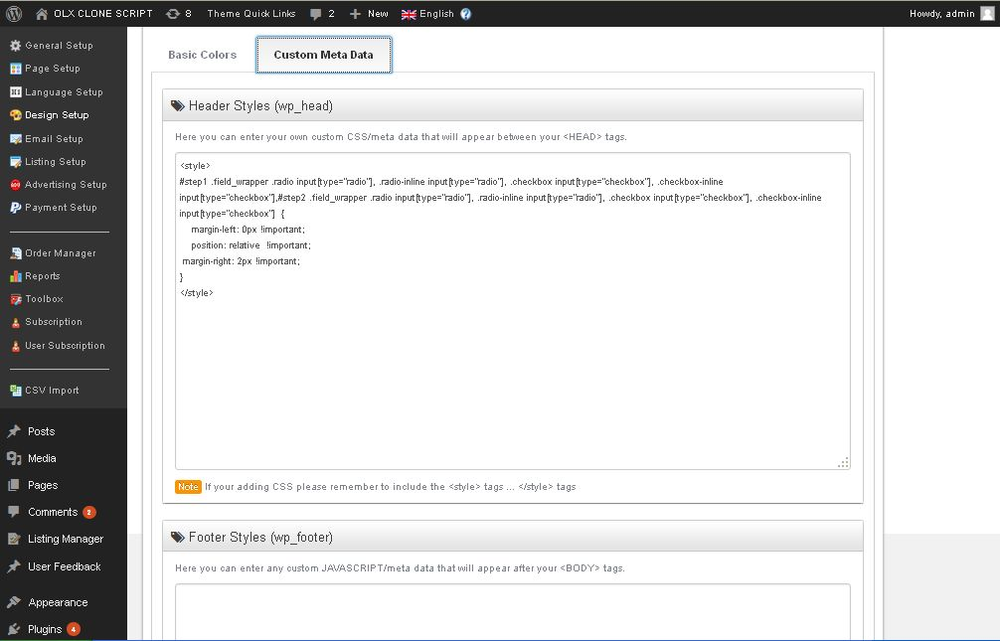 OLX CLONE SCRIPT 8 Theme Quick Links 2 New English Howdy, admin
General Setup
Page Setup
Language Setup
Design Setup
Email Setup
Listing Setup
Advertising Setup
Payment Setup
Order Manager
Reports
Toolbox
Subscription
User Subscription
CSV Import
Posts
Media
Pages
Comments 2
Listing Manager
User Feedback
Appearance
Plugins 4
Basic Colors Custom Meta Data
Header Styles (wp_head)
Here you can enter your own custom CSS/meta data that will appear between your <HEAD> tags.
<style>
#step1 .field_wrapper .radio input[type="radio"], .radio-inline input[type="radio"], .checkbox input[type="checkbox"], .checkbox-inline
input[type="checkbox"],#step2 .field_wrapper .radio input[type="radio"], .radio-inline input[type="radio"], .checkbox input[type="checkbox"], .checkbox-inline
input[type="checkbox"] {
margin-left: 0px !important;
position: relative !important;
margin-right: 2px !important;
}
</style>
Note If your adding CSS please remember to include the <style> tags ... </style> tags
Footer Styles (wp_footer)
Here you can enter any custom JAVASCRIPT/meta data that will appear after your <BODY> tags.